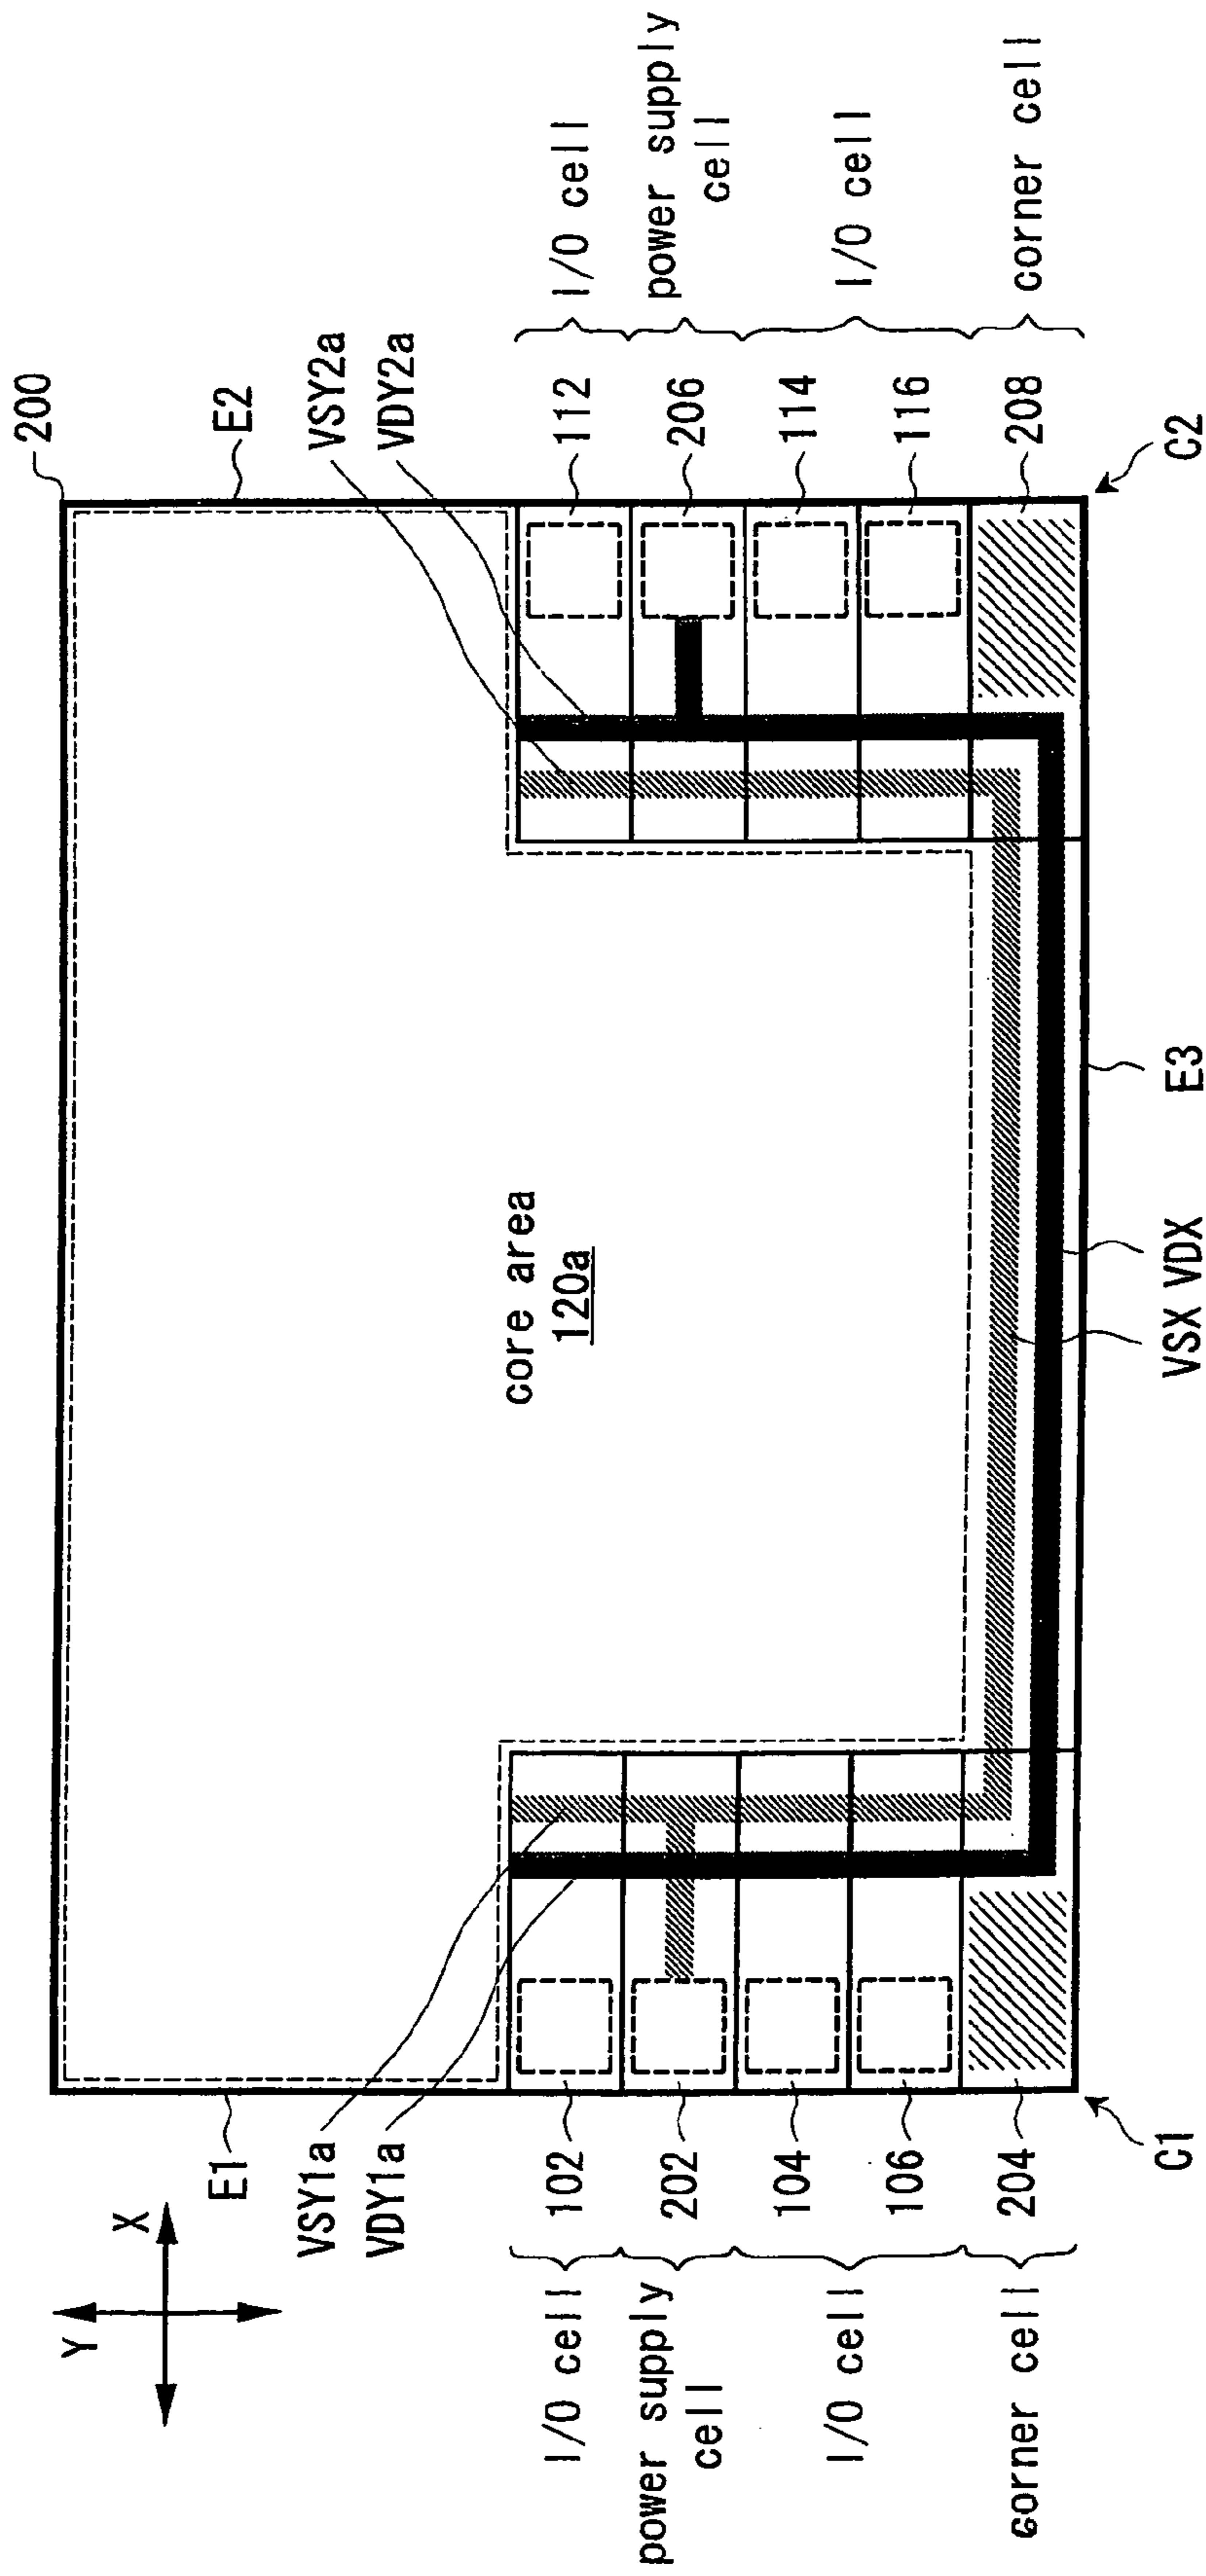 200
E1
E2
Y
X
VSY1a
VDY1a
VSY2a
VDY2a
core area
120a
I/O cell
102
112
I/O cell
power supply
cell
202
206
power supply
cell
I/O cell
104
106
114
116
I/O cell
corner cell
204
208
corner cell
C1
VSX
VDX
E3
C2